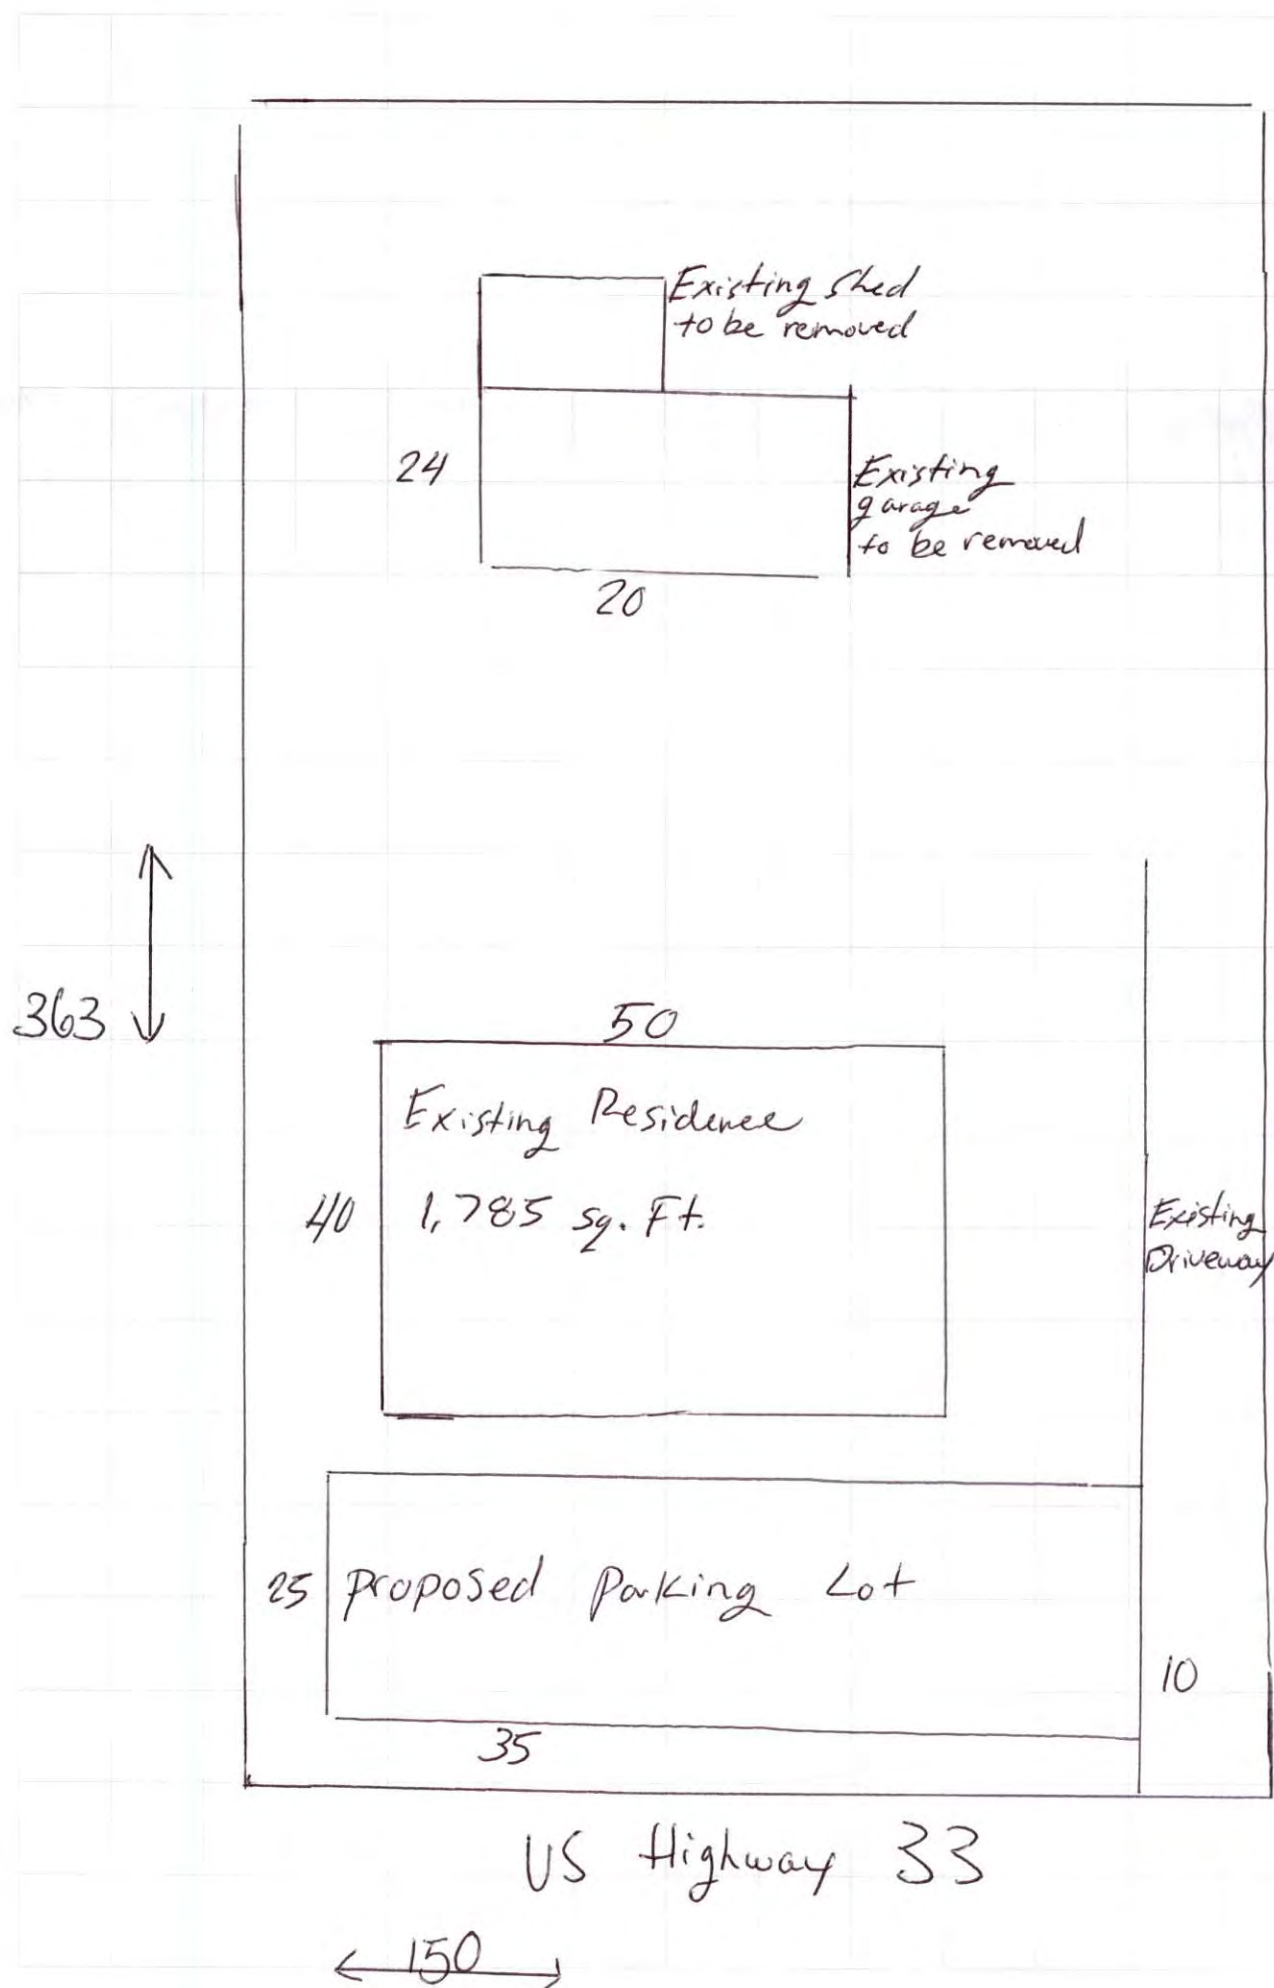 Existing Shed
to be removed
24
Existing
garage
to be removed
20
363
50
Existing Residence
40
1,785 sq. Ft.
Existing
Driveway
25
proposed parking Lot
10
35
US Highway 33
150